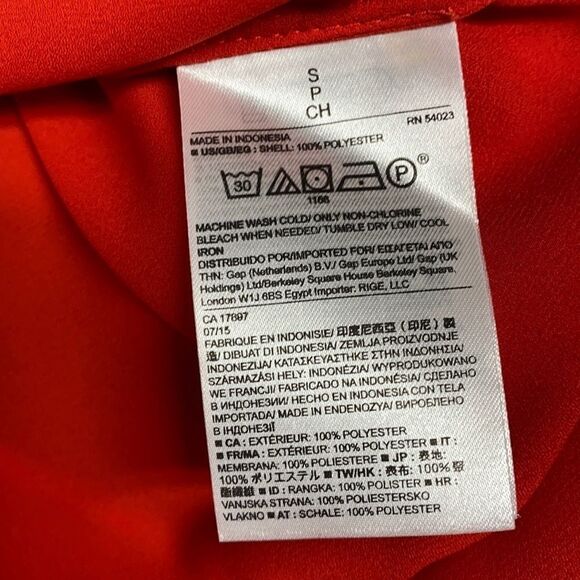 S
P
CH
RN 54023
MADE IN INDONESIA
■ US/GB/EG : SHELL: 100% POLYESTER
30
P
®
1166
MACHINE WASH COLD/ ONLY NON-CHLORINE
BLEACH WHEN NEEDED/ TUMBLE DRY LOW/ COOL
IRON
DISTRIBUIDO POR/IMPORTED FOR/ ΕΙΣΑΓΕΤΑΙ ΑΠΟ
ΤΗΝ: Gap (Netherlands) B.V./ Gap Europe Ltd/ Gap (UK
Holdings) Ltd/Berkeley Square House Berkeley Square,
London W1J 6BS Egypt Importer: RIGE, LLC
CA 17897
07/15
FABRIQUE EN INDONISIE/ 印度尼西亞 (印尼) 製
造/ DIBUAT DI INDONESIA/ ZEMLJA PROIZVODNJE
INDONEZIJA/ ΚΑΤΑΣΚΕΥΑΣΤΗΚΕ ΣΤΗΝ ΙΝΔΟΝΗΣΙΑ/
SZÁRMAZÁSI HELY: INDONÉZIA/ WYPRODUKOWANO
WE FRANCJI/ FABRICADO NA INDONÉSIA/ СДЕЛАНО
В ИНДОНЕЗИИ/ HECHO EN INDONESIA CON TELA
IMPORTADA/ MADE IN ENDONEZYA/ ВИРОБЛЕНО
В ІНДОНЕЗІЇ
■ CA : EXTÉRIEUR: 100% POLYESTER
■ FR/MA : EXTÉRIEUR: 100% POLYESTER ■ IT :
MEMBRANA: 100% POLIESTERE ■ JP : 表地:
100% ポリエステル ■ TW/HK : 表布: 100% 聚
酯纖維 ■ ID : RANGKA: 100% POLISTER ■ HR :
VANJSKA STRANA: 100% POLIESTERSKO
VLAKNO ■ AT : SCHALE: 100% POLYESTER